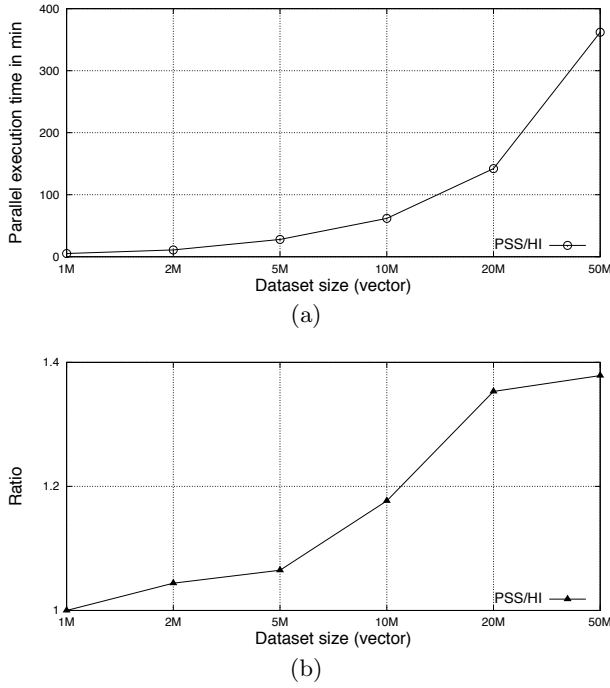 400
300
200
100
0
Parallel execution time in min
PSS/HI
1M 2M 5M 10M 20M 50M
Dataset size (vector)
(a)
1.4
1.2
1
Ratio
PSS/HI
1M 2M 5M 10M 20M 50M
Dataset size (vector)
(b)